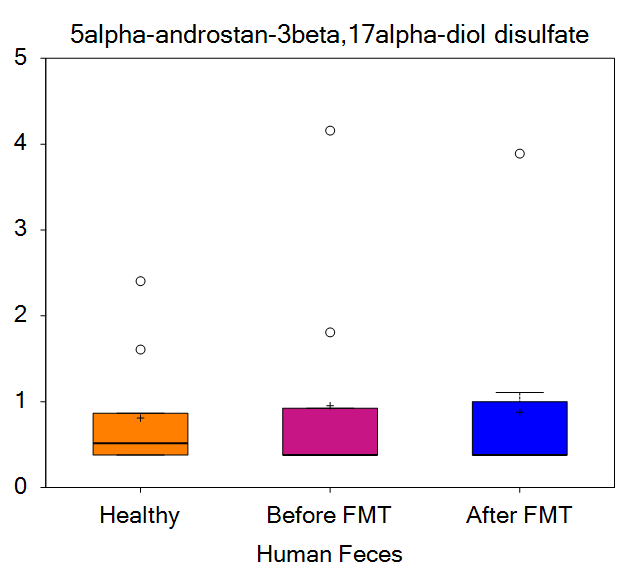 5alpha-androstan-3beta,17alpha-diol disulfate
5
4
3
2
1
0
Healthy
Before FMT
After FMT
Human Feces